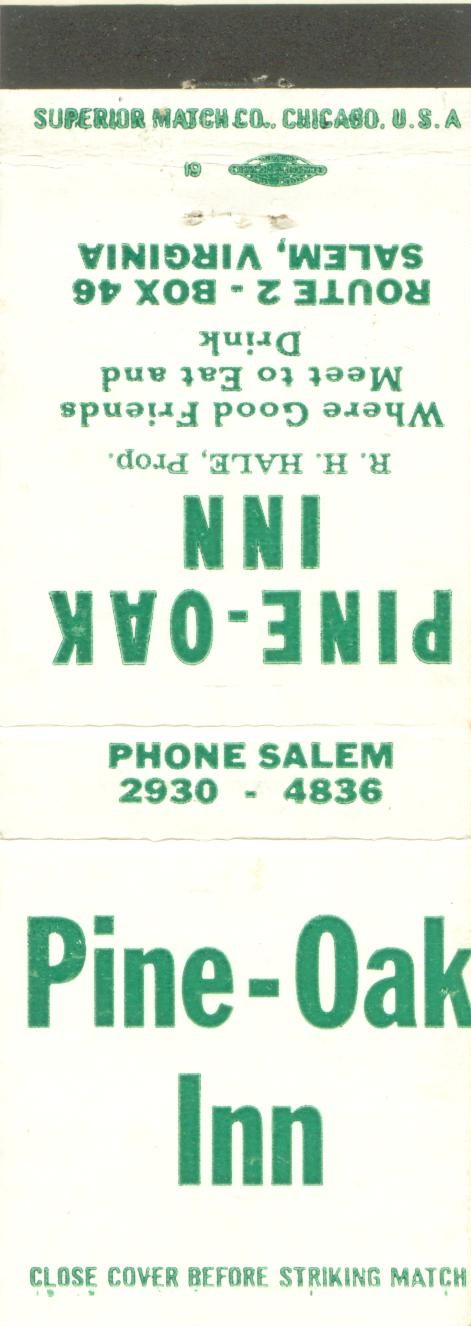 SUPERIOR MATCH CO., CHICAGO, U.S.A
19
PINE-OAK
INN
R. H. HALE, Prop.
Where Good Friends
Meet to Eat and
Drink
ROUTE 2 - BOX 46
SALEM, VIRGINIA
PHONE SALEM
2930 - 4836
Pine-Oak
Inn
CLOSE COVER BEFORE STRIKING MATCH